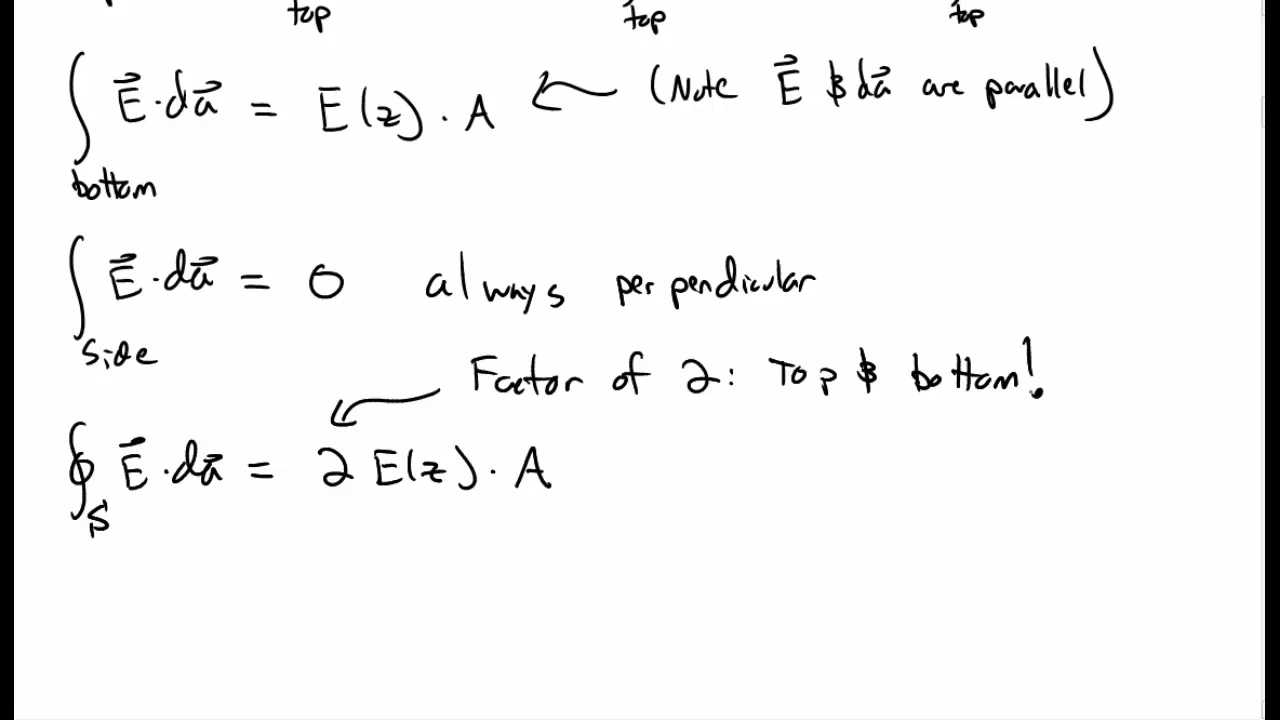 top top top
∫ E⃗ · da⃗ = E(z) · A ← (Note E⃗ & da⃗ are parallel)
bottom
∫ E⃗ · da⃗ = 0 always perpendicular
side
Factor of 2: Top & bottom!
∮ E⃗ · da⃗ = 2 E(z) · A
S